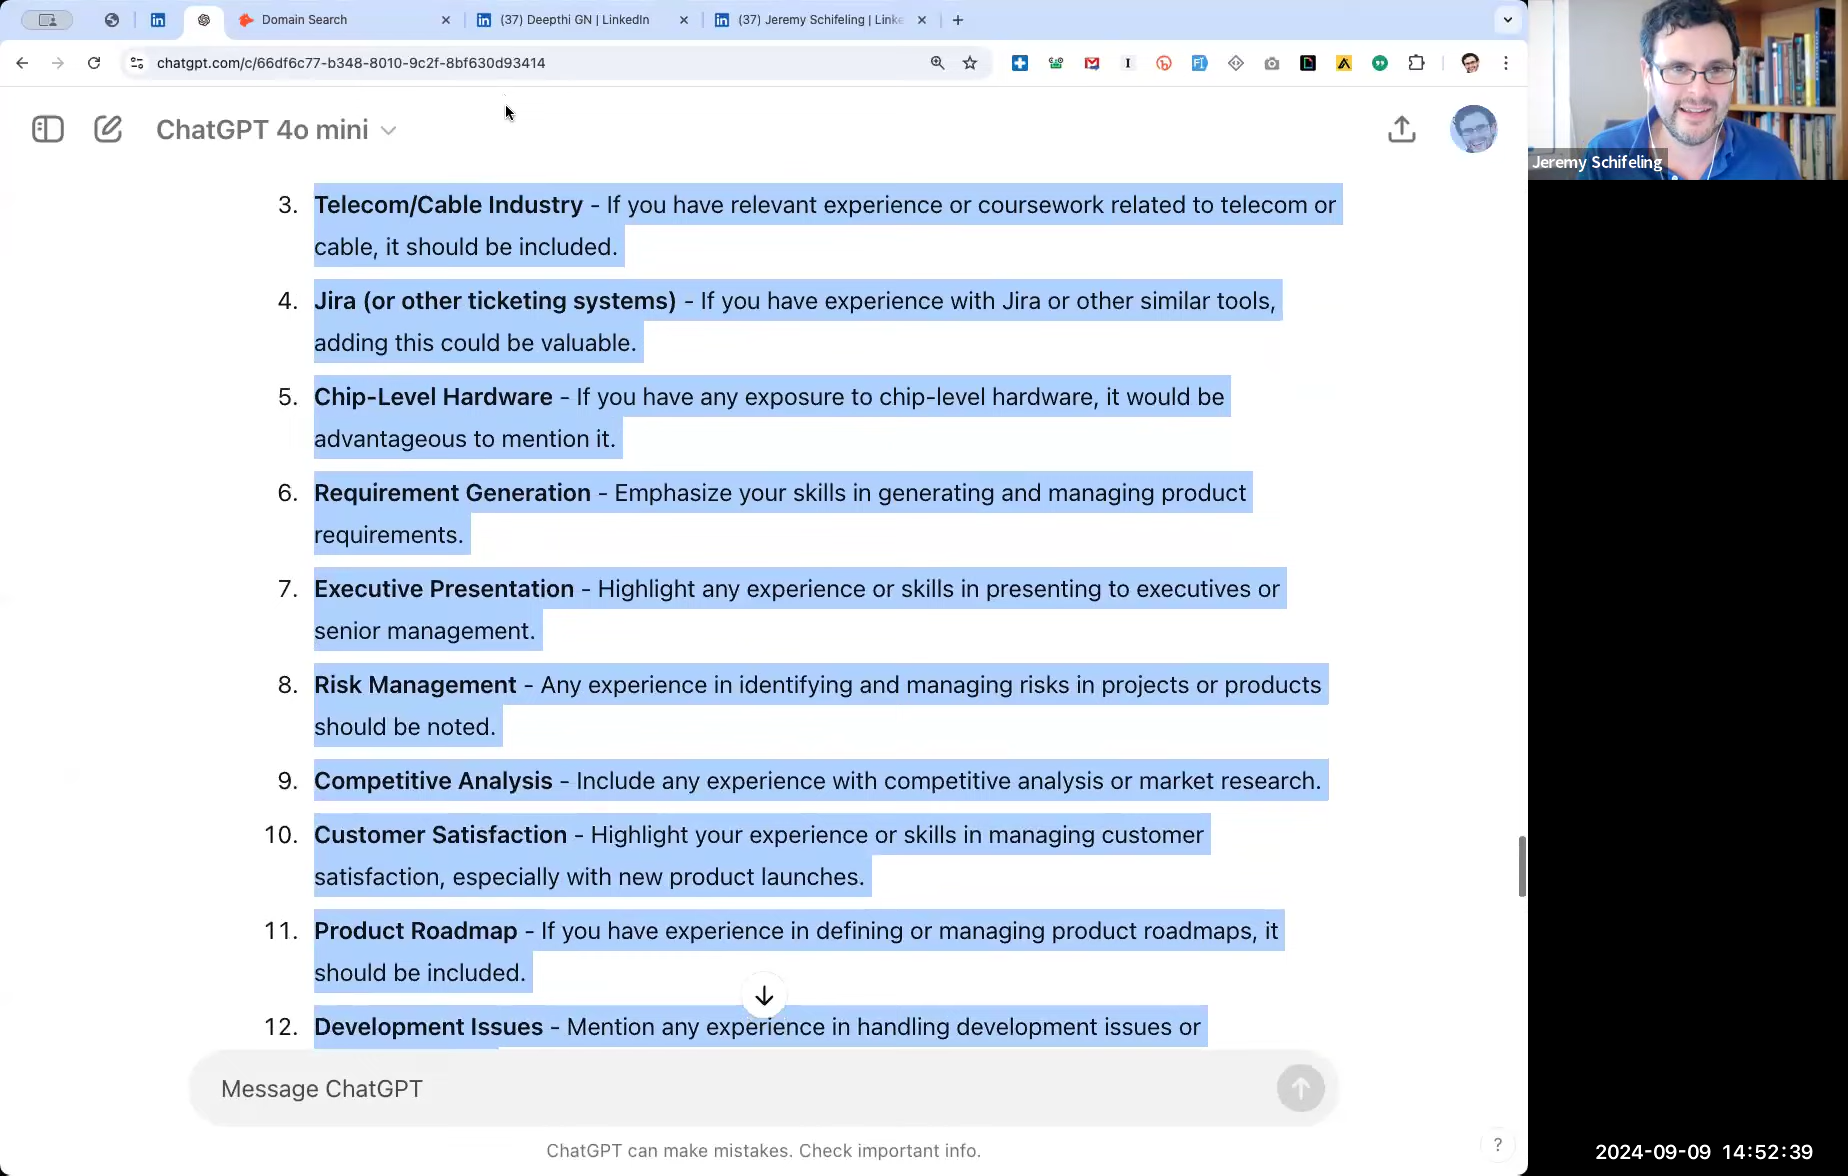 Domain Search
(37) Deepthi GN | LinkedIn
(37) Jeremy Schifeling | Linke
chatgpt.com/c/66df6c77-b348-8010-9c2f-8bf630d93414
ChatGPT 4o mini
Jeremy Schifeling
3. Telecom/Cable Industry - If you have relevant experience or coursework related to telecom or
cable, it should be included.
4. Jira (or other ticketing systems) - If you have experience with Jira or other similar tools,
adding this could be valuable.
5. Chip-Level Hardware - If you have any exposure to chip-level hardware, it would be
advantageous to mention it.
6. Requirement Generation - Emphasize your skills in generating and managing product
requirements.
7. Executive Presentation - Highlight any experience or skills in presenting to executives or
senior management.
8. Risk Management - Any experience in identifying and managing risks in projects or products
should be noted.
9. Competitive Analysis - Include any experience with competitive analysis or market research.
10. Customer Satisfaction - Highlight your experience or skills in managing customer
satisfaction, especially with new product launches.
11. Product Roadmap - If you have experience in defining or managing product roadmaps, it
should be included.
12. Development Issues - Mention any experience in handling development issues or
Message ChatGPT
ChatGPT can make mistakes. Check important info.
?
2024-09-09 14:52:39